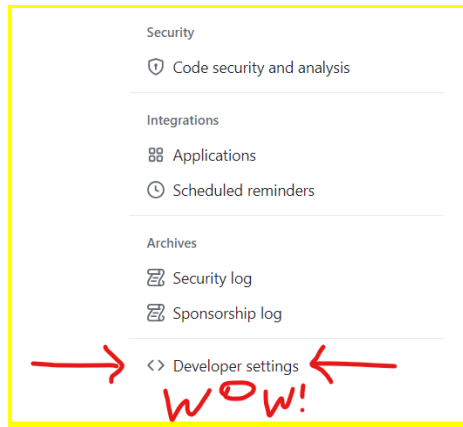 Security
Code security and analysis
Integrations
Applications
Scheduled reminders
Archives
Security log
Sponsorship log
<> Developer settings
WOW!